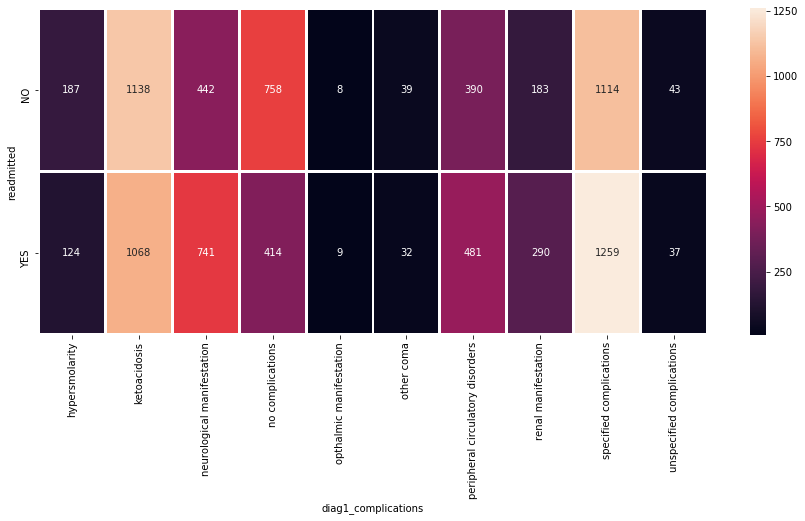 readmitted
NO
187 1138 442 758 8 39 390 183 1114 43
YES
124 1068 741 414 9 32 481 290 1259 37
hypersmolarity
ketoacidosis
neurological manifestation
no complications
opthalmic manifestation
other coma
peripheral circulatory disorders
renal manifestation
specified complications
unspecified complications
diag1_complications
1250
1000
750
500
250